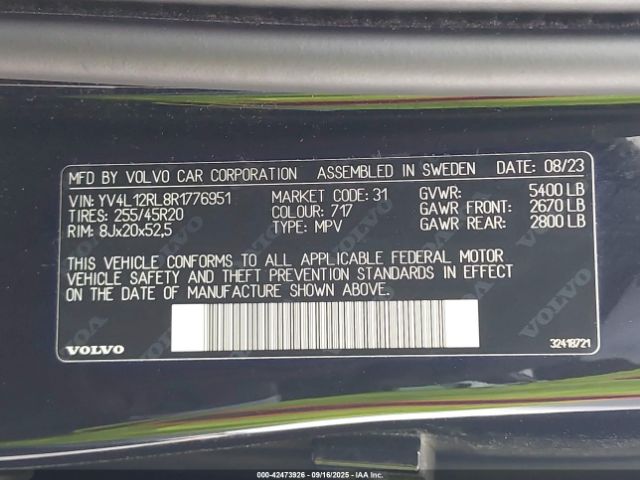 MFD BY VOLVO CAR CORPORATION ASSEMBLED IN SWEDEN DATE: 08/23
VIN: YV4L12RL8R1776951 MARKET CODE: 31 GVWR: 5400 LB
TIRES: 255/45R20 COLOUR: 717 GAWR FRONT: 2670 LB
RIM: 8Jx20x52,5 TYPE: MPV GAWR REAR: 2800 LB
THIS VEHICLE CONFORMS TO ALL APPLICABLE FEDERAL MOTOR
VEHICLE SAFETY AND THEFT PREVENTION STANDARDS IN EFFECT
ON THE DATE OF MANUFACTURE SHOWN ABOVE.
VOLVO 32418721
000-42473926 - 09/16/2025 - IAAI.COM